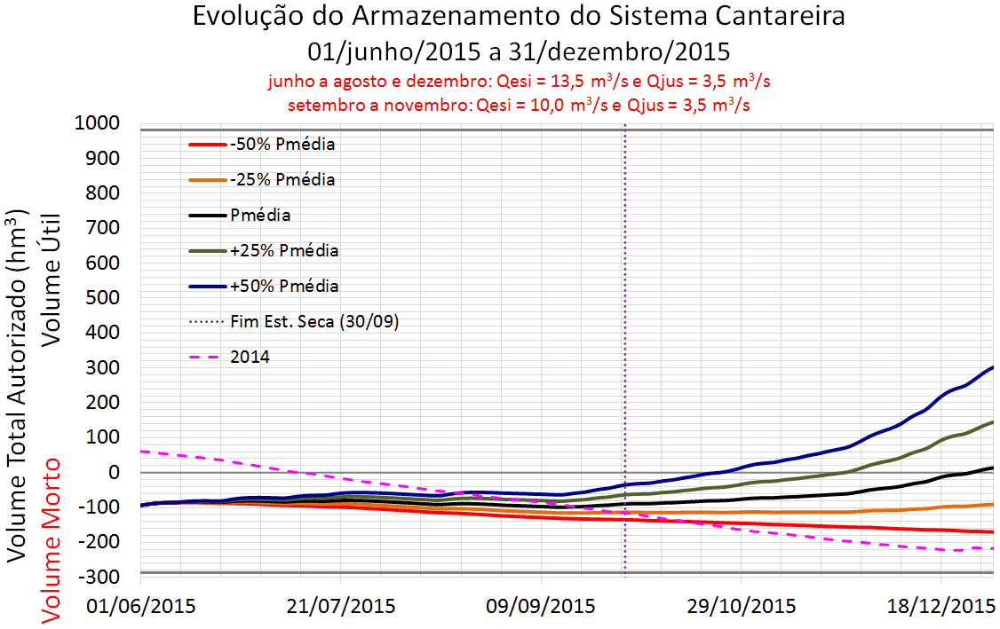 Evolução do Armazenamento do Sistema Cantareira
01/junho/2015 a 31/dezembro/2015
junho a agosto e dezembro: Qesi = 13,5 m³/s e Qjus = 3,5 m³/s
setembro a novembro: Qesi = 10,0 m³/s e Qjus = 3,5 m³/s
Volume Total Autorizado (hm³)
Volume Útil
Volume Morto
1000
900
800
700
600
500
400
300
200
100
0
-100
-200
-300
-50% Pmédia
-25% Pmédia
Pmédia
+25% Pmédia
+50% Pmédia
Fim Est. Seca (30/09)
2014
01/06/2015
21/07/2015
09/09/2015
29/10/2015
18/12/2015